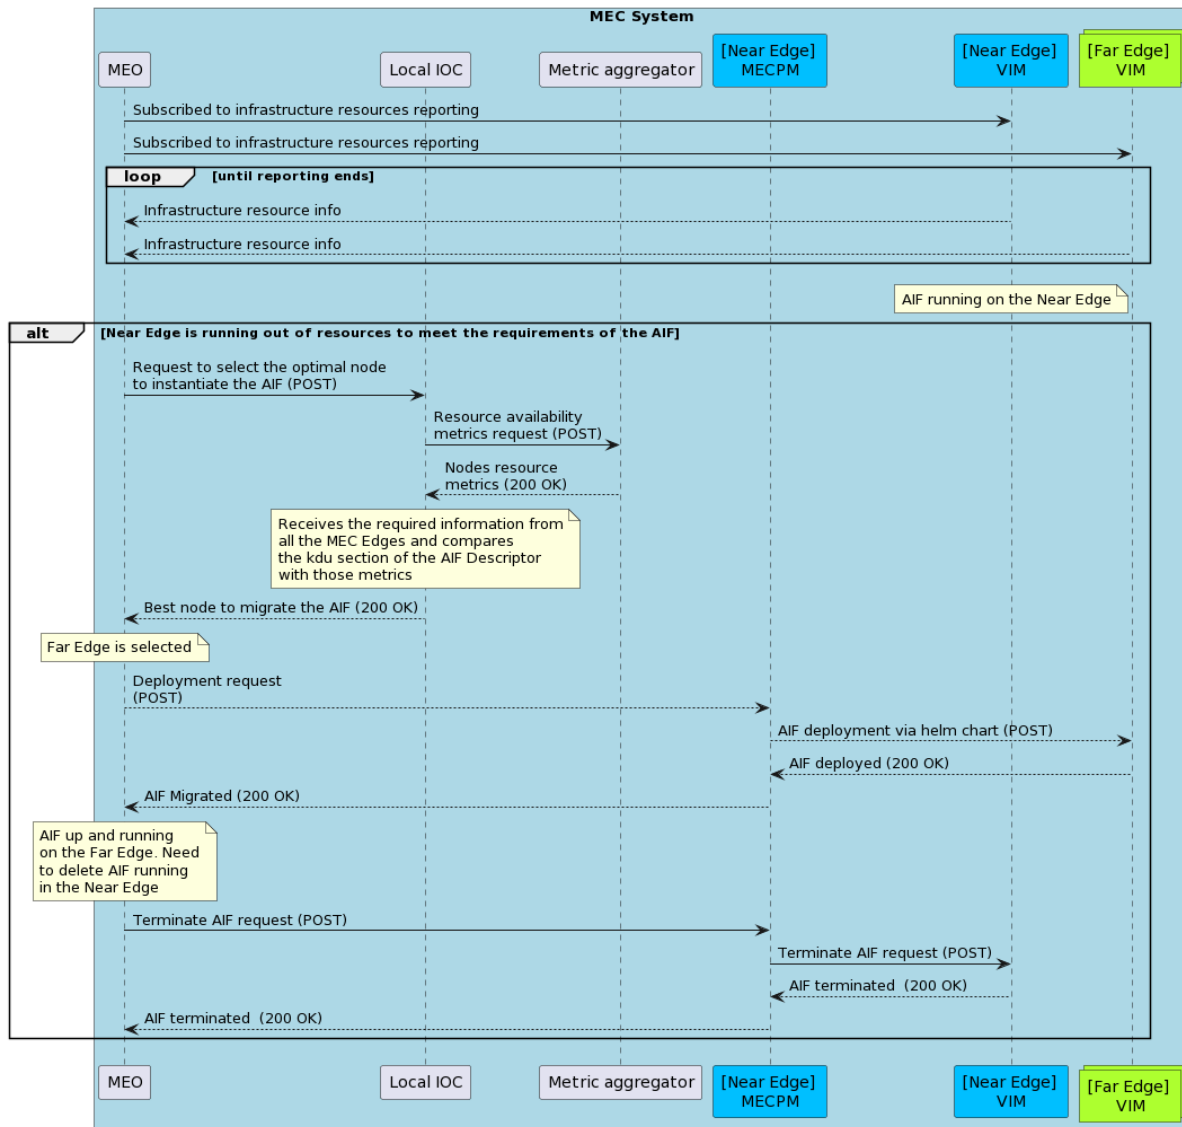 MEC System
MEO
Local IOC
Metric aggregator
[Near Edge]
MECPM
[Near Edge]
VIM
[Far Edge]
VIM
Subscribed to infrastructure resources reporting
Subscribed to infrastructure resources reporting
loop
[until reporting ends]
Infrastructure resource info
Infrastructure resource info
AIF running on the Near Edge
alt
[Near Edge is running out of resources to meet the requirements of the AIF]
Request to select the optimal node
to instantiate the AIF (POST)
Resource availability
metrics request (POST)
Nodes resource
metrics (200 OK)
Receives the required information from
all the MEC Edges and compares
the kdu section of the AIF Descriptor
with those metrics
Best node to migrate the AIF (200 OK)
Far Edge is selected
Deployment request
(POST)
AIF deployment via helm chart (POST)
AIF deployed (200 OK)
AIF Migrated (200 OK)
AIF up and running
on the Far Edge. Need
to delete AIF running
in the Near Edge
Terminate AIF request (POST)
Terminate AIF request (POST)
AIF terminated  (200 OK)
AIF terminated  (200 OK)
MEO
Local IOC
Metric aggregator
[Near Edge]
MECPM
[Near Edge]
VIM
[Far Edge]
VIM